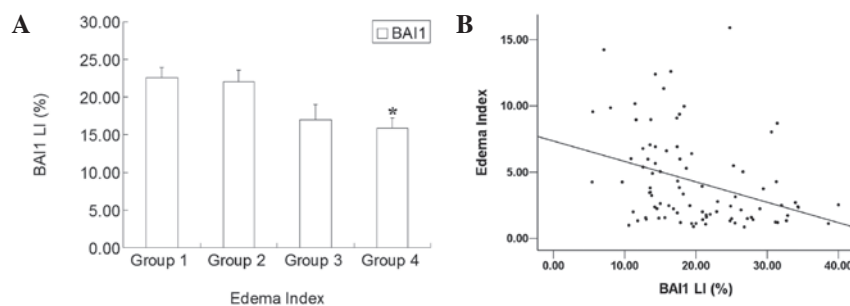 A
30.00
25.00
20.00
15.00
10.00
5.00
0.00
BAI1 LI (%)
BAI1
*
Group 1 Group 2 Group 3 Group 4
Edema Index
B
15.00
10.00
5.00
0.00
Edema Index
0.00 10.00 20.00 30.00 40.00
BAI1 LI (%)